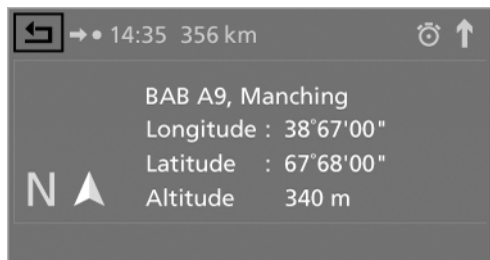 14:35 356 km
BAB A9, Manching
Longitude : 38°67'00"
Latitude : 67°68'00"
Altitude 340 m
N